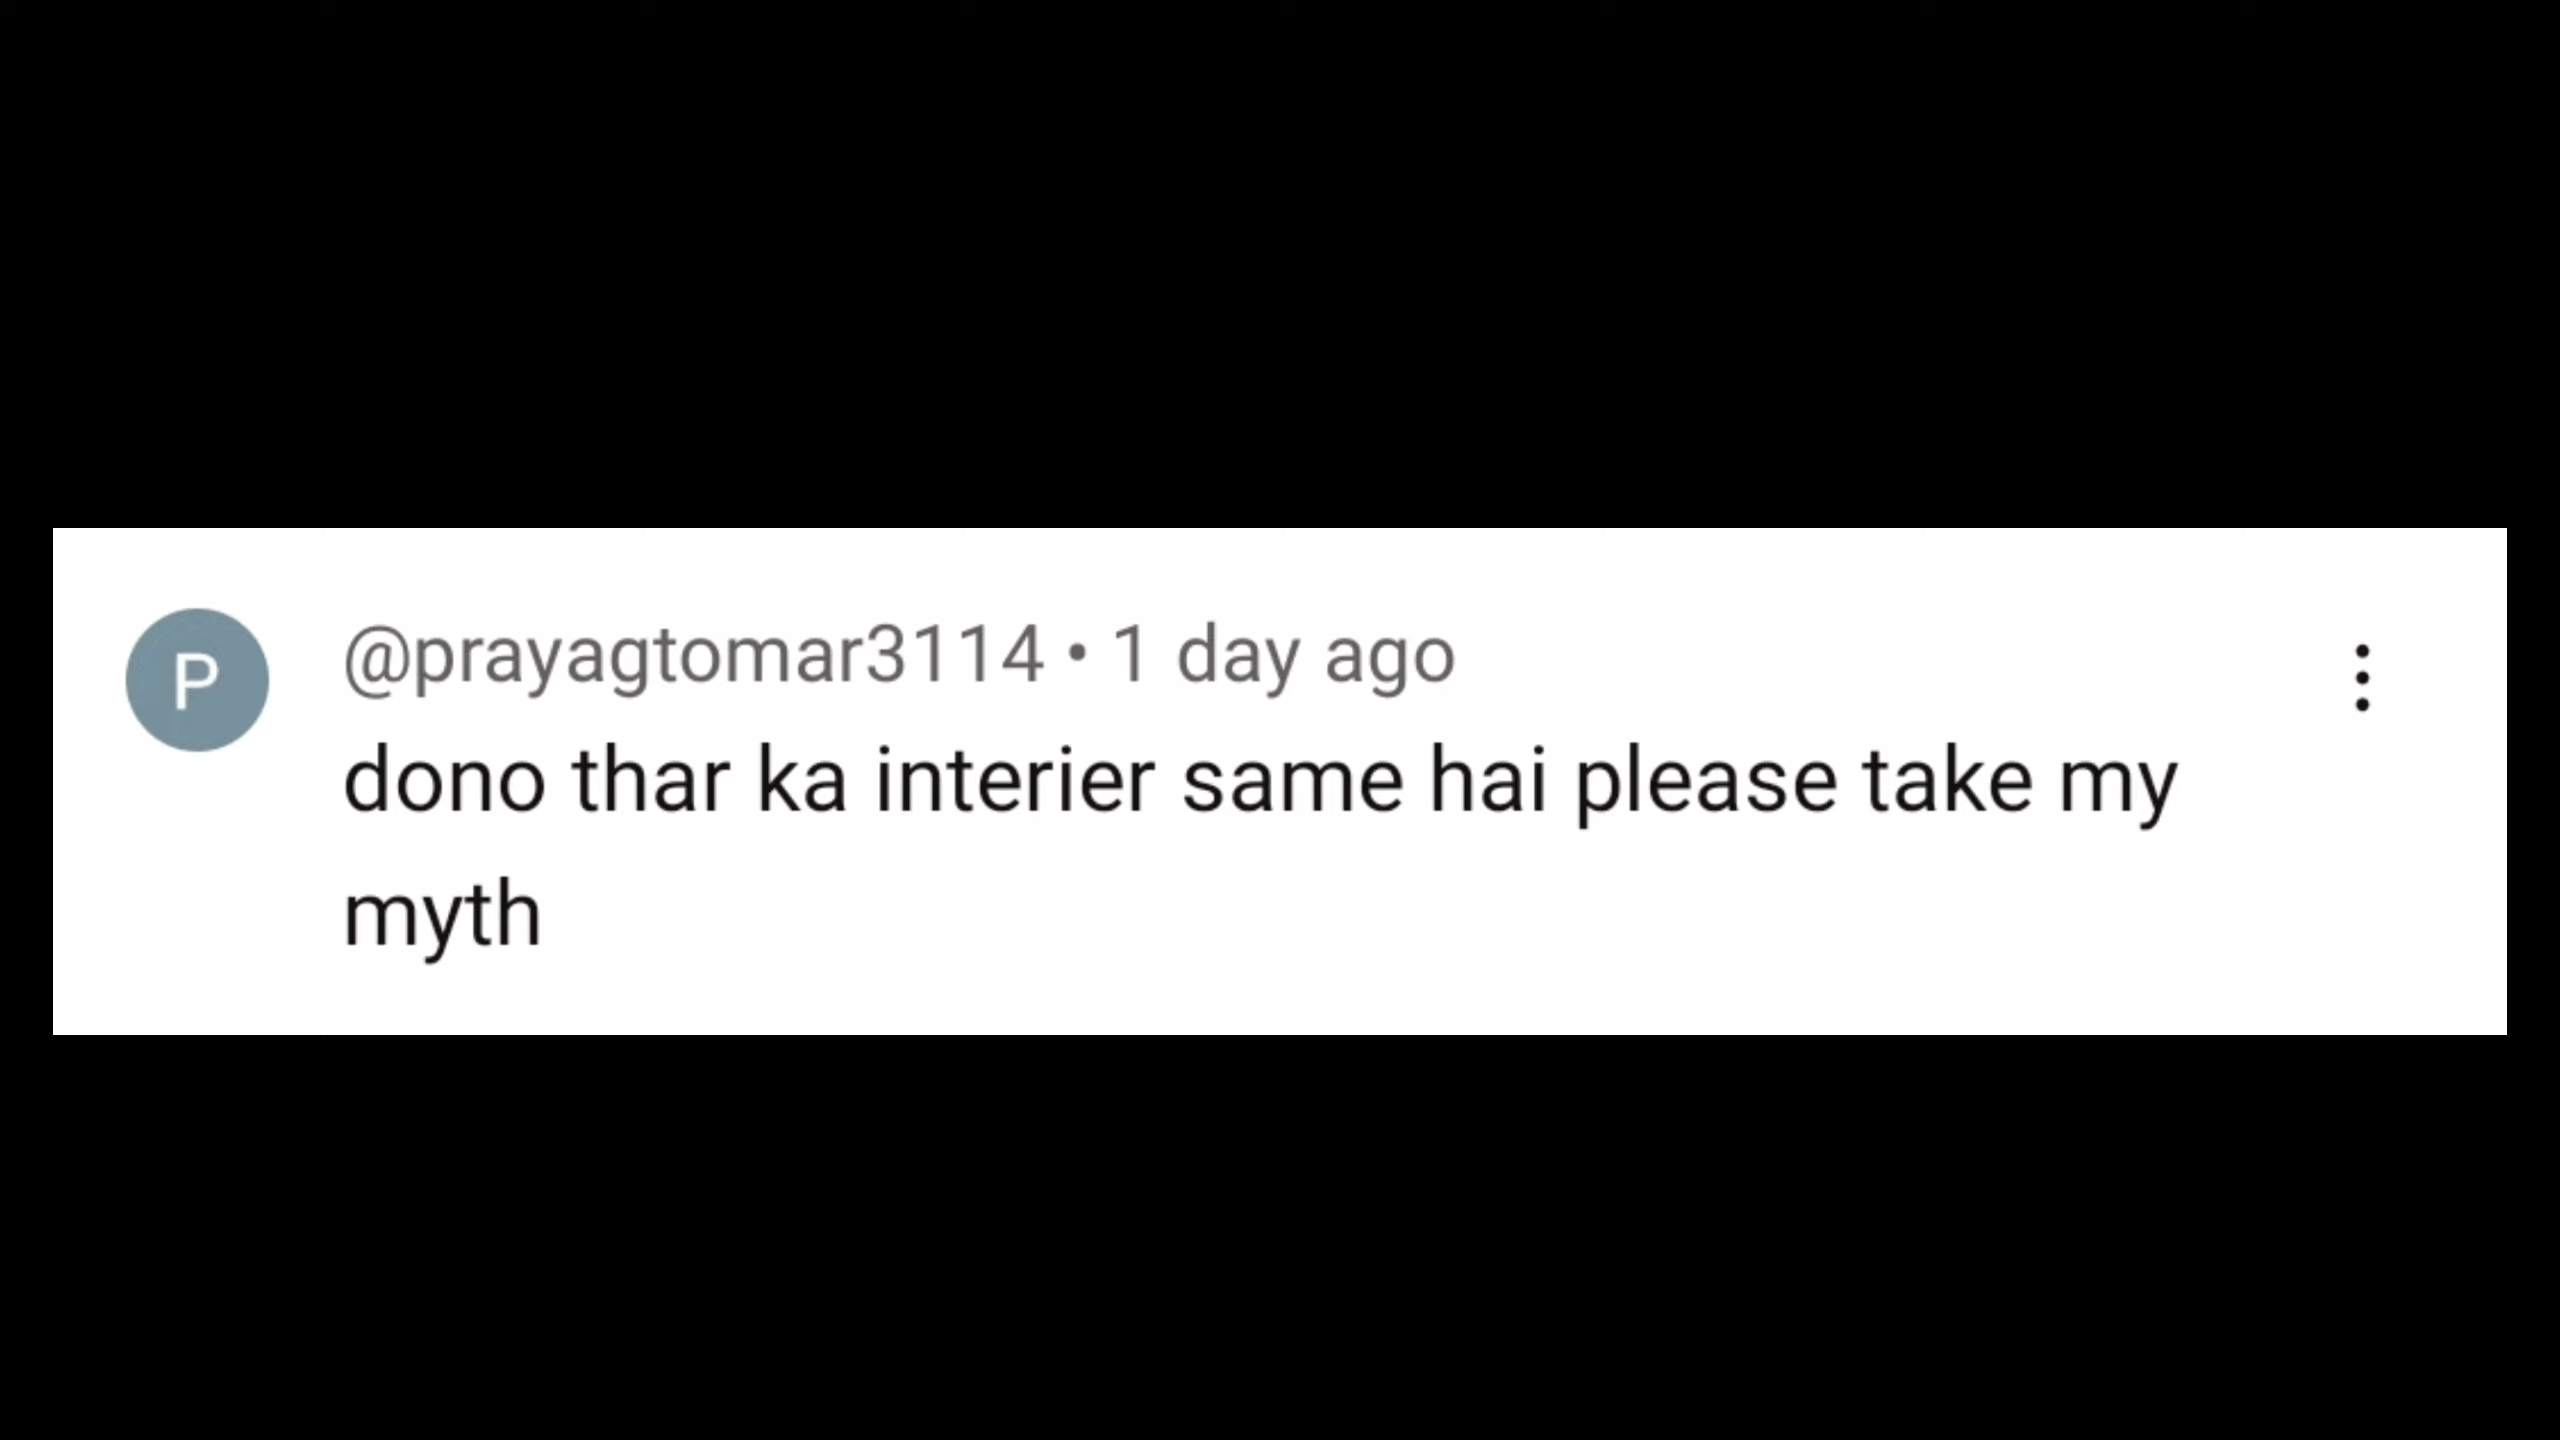 P
@prayagtomar3114 • 1 day ago
dono thar ka interier same hai please take my
myth